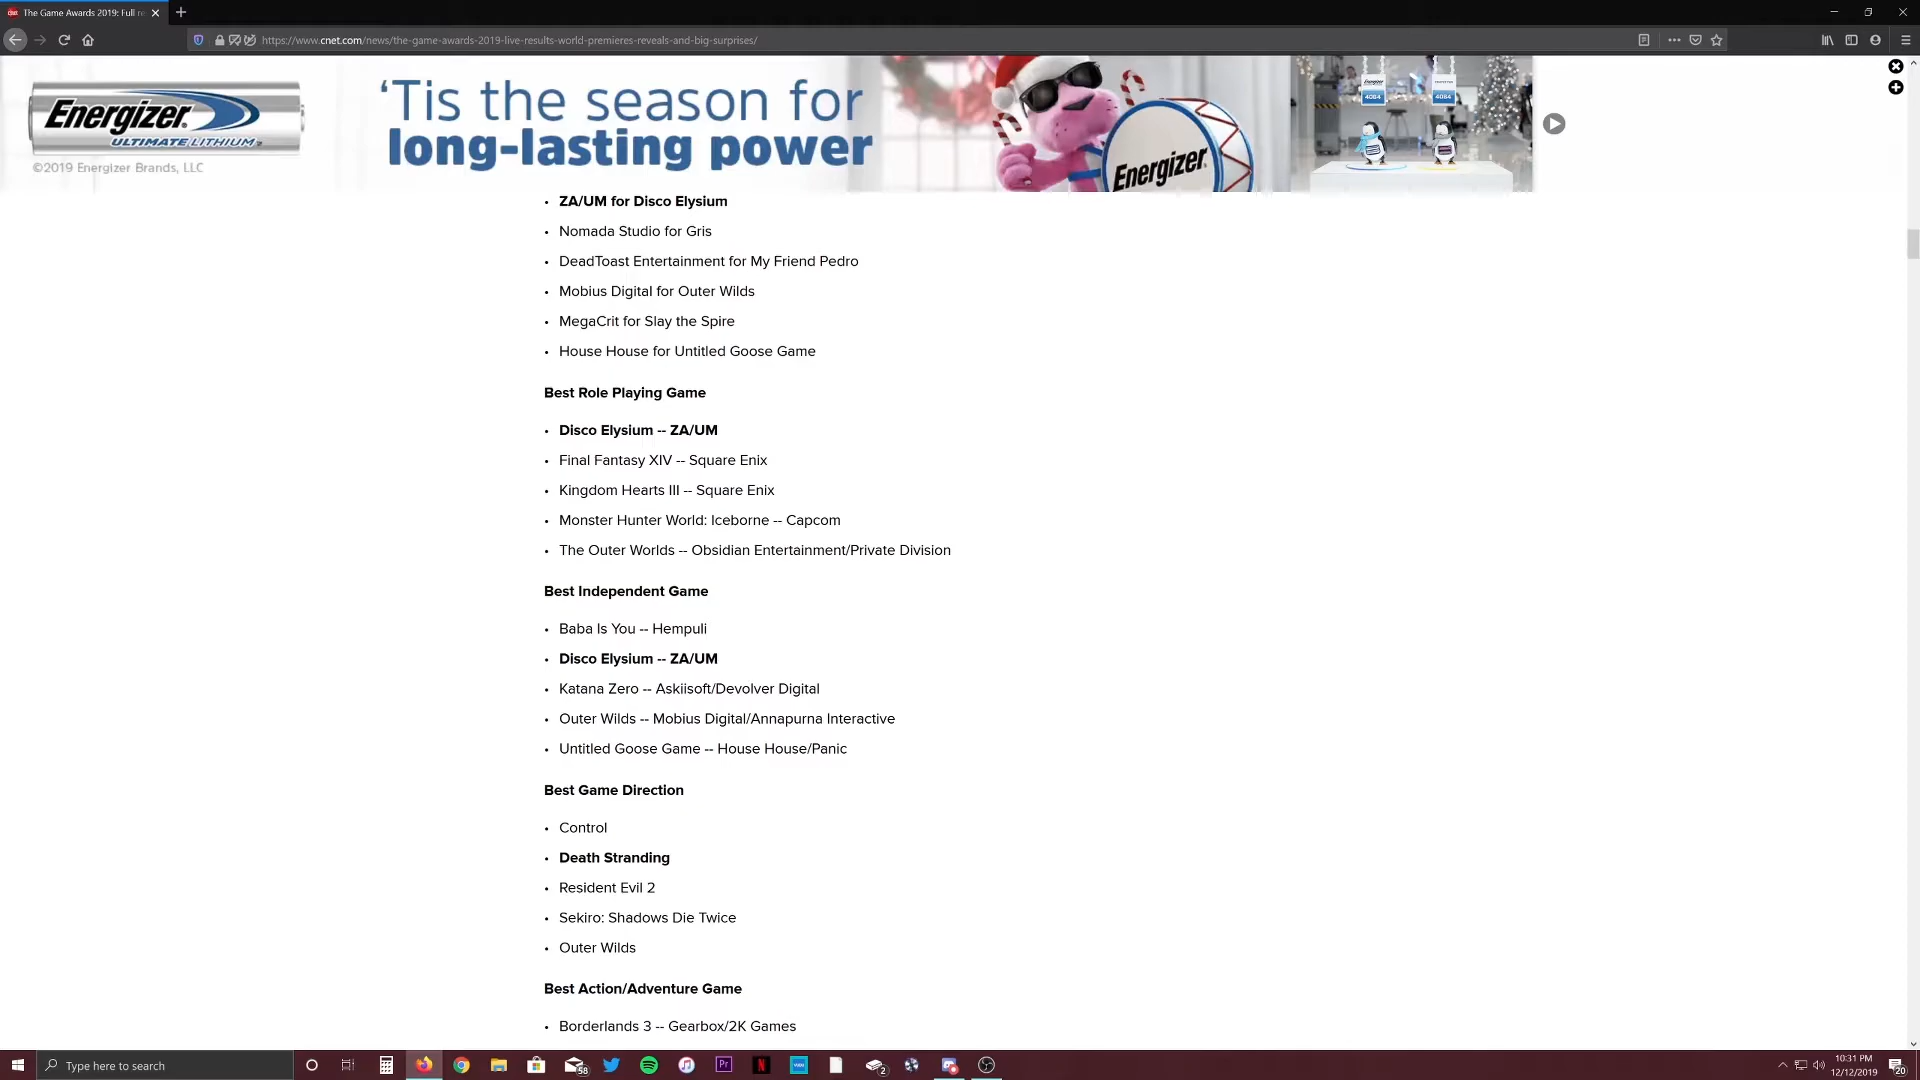 The Game Awards 2019: Full re
https://www.cnet.com/news/the-game-awards-2019-live-results-world-premieres-reveals-and-big-surprises/
Energizer
ULTIMATE LITHIUM
©2019 Energizer Brands, LLC
'Tis the season for
long-lasting power
Energizer
4084
4084
• ZA/UM for Disco Elysium
• Nomada Studio for Gris
• DeadToast Entertainment for My Friend Pedro
• Mobius Digital for Outer Wilds
• MegaCrit for Slay the Spire
• House House for Untitled Goose Game
Best Role Playing Game
• Disco Elysium -- ZA/UM
• Final Fantasy XIV -- Square Enix
• Kingdom Hearts III -- Square Enix
• Monster Hunter World: Iceborne -- Capcom
• The Outer Worlds -- Obsidian Entertainment/Private Division
Best Independent Game
• Baba Is You -- Hempuli
• Disco Elysium -- ZA/UM
• Katana Zero -- Askiisoft/Devolver Digital
• Outer Wilds -- Mobius Digital/Annapurna Interactive
• Untitled Goose Game -- House House/Panic
Best Game Direction
• Control
• Death Stranding
• Resident Evil 2
• Sekiro: Shadows Die Twice
• Outer Wilds
Best Action/Adventure Game
• Borderlands 3 -- Gearbox/2K Games
Type here to search
58
Pr
N
2
10:31 PM
12/12/2019
20